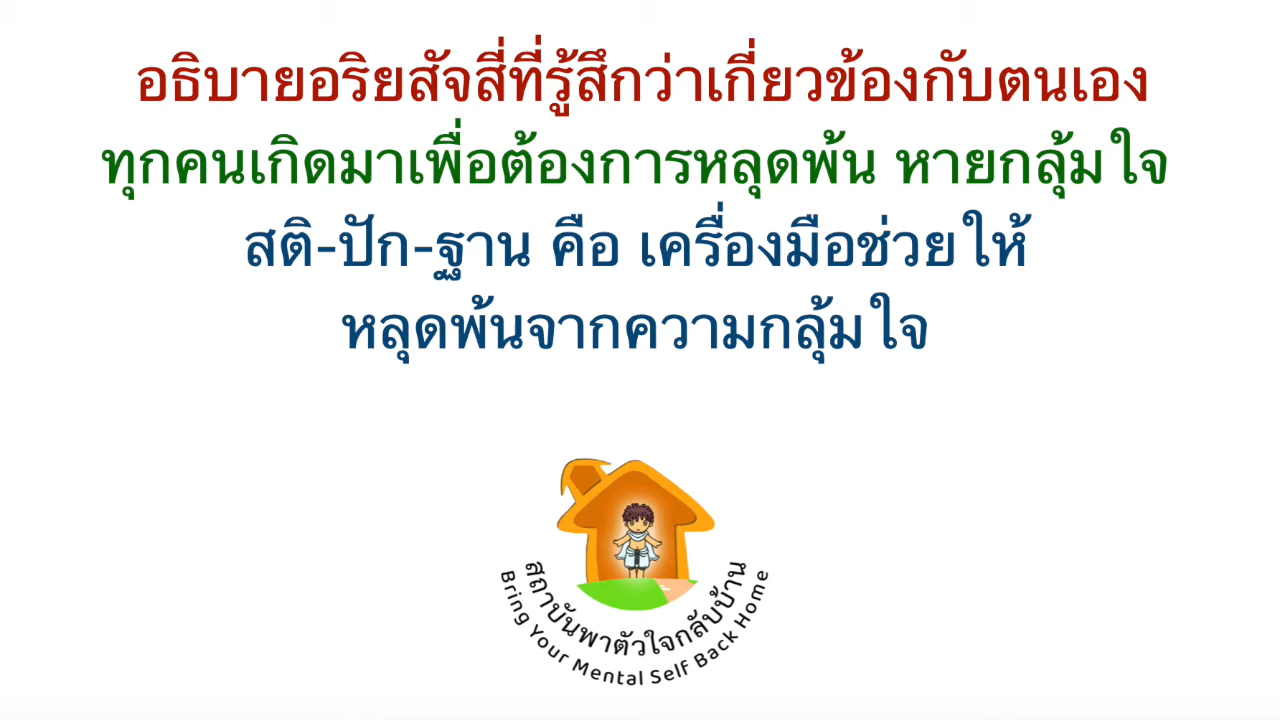 อธิบายอริยสัจสี่ที่รู้สึกว่าเกี่ยวข้องกับตนเอง
ทุกคนเกิดมาเพื่อต้องการหลุดพ้น หายกลุ้มใจ
สติ-ปัก-ฐาน คือ เครื่องมือช่วยให้
หลุดพ้นจากความกลุ้มใจ
สถาบันพาตัวใจกลับบ้าน
Bring Your Mental Self Back Home